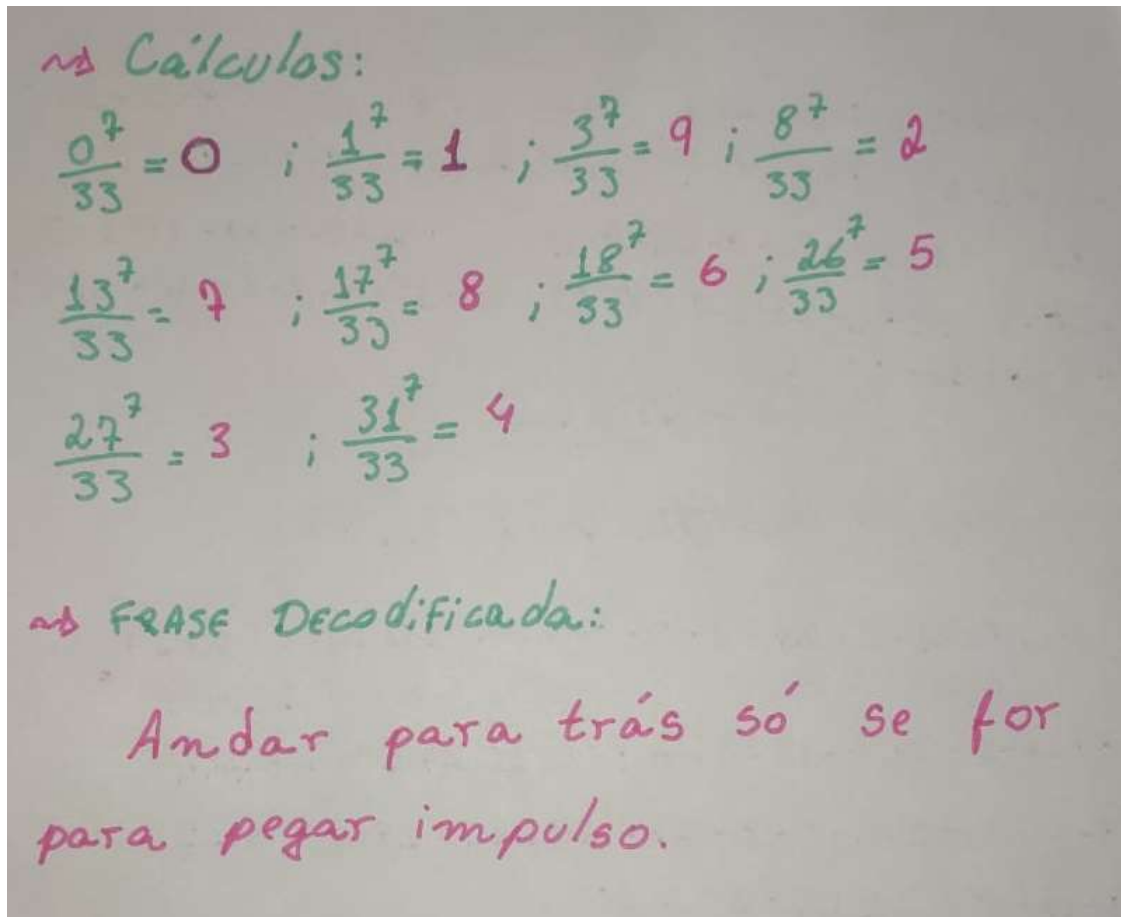 ~> Cálculos:
0⁷/33 = 0 ; 1⁷/33 = 1 ; 3⁷/33 = 9 ; 8⁷/33 = 2
13⁷/33 = 7 ; 17⁷/33 = 8 ; 18⁷/33 = 6 ; 26⁷/33 = 5
27⁷/33 = 3 ; 31⁷/33 = 4
~> FRASE Decodificada:
Andar para trás só se for
para pegar impulso.